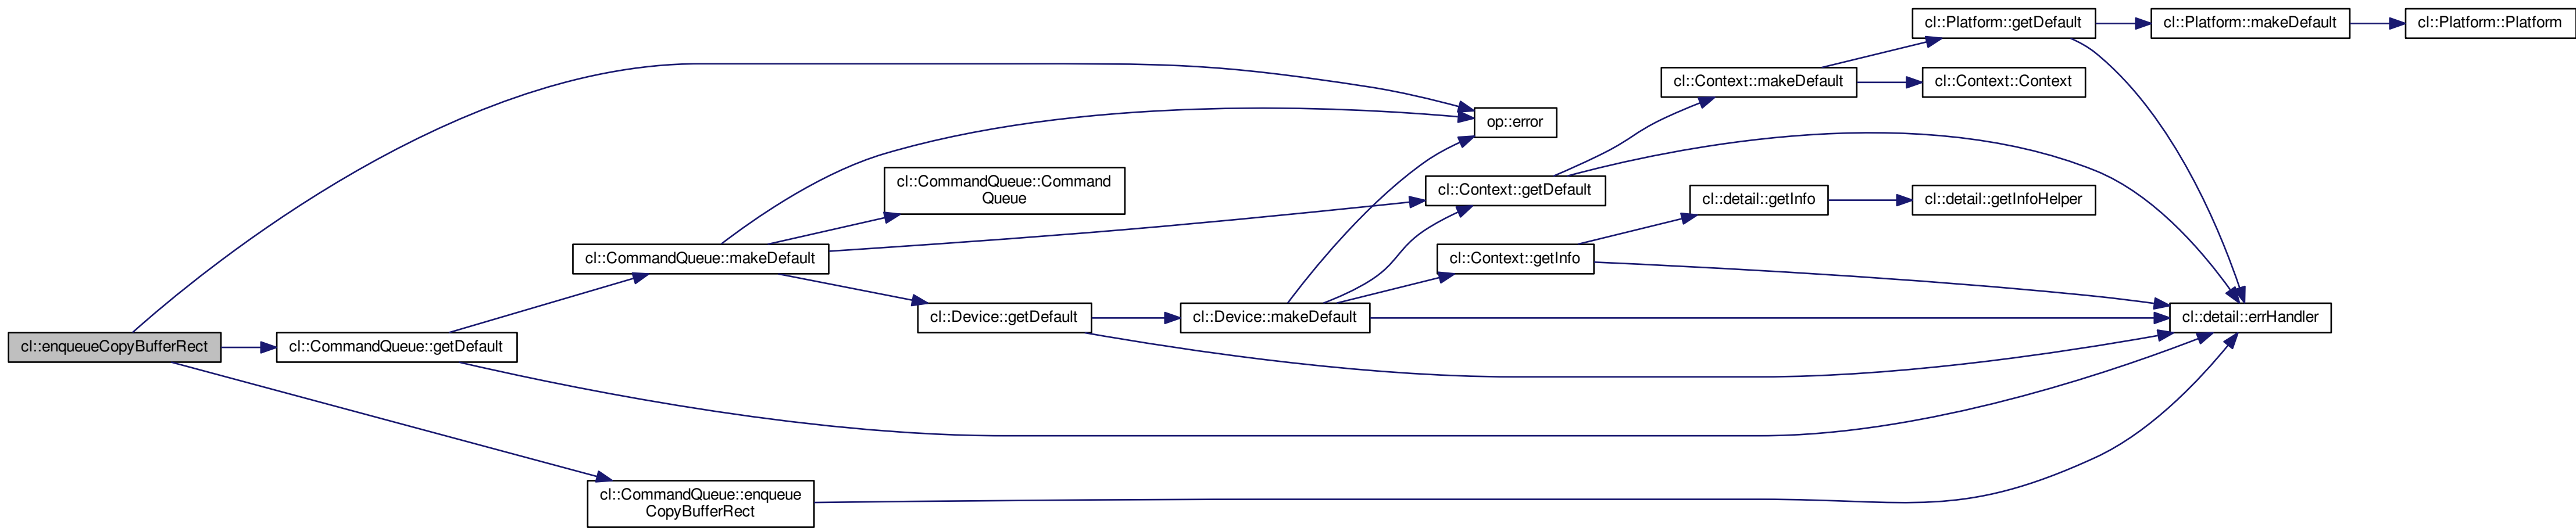 cl::Platform::getDefault
cl::Platform::makeDefault
cl::Platform::Platform
cl::Context::makeDefault
cl::Context::Context
op::error
cl::CommandQueue::Command
Queue
cl::Context::getDefault
cl::detail::getInfo
cl::detail::getInfoHelper
cl::CommandQueue::makeDefault
cl::Context::getInfo
cl::Device::getDefault
cl::Device::makeDefault
cl::detail::errHandler
cl::enqueueCopyBufferRect
cl::CommandQueue::getDefault
cl::CommandQueue::enqueue
CopyBufferRect